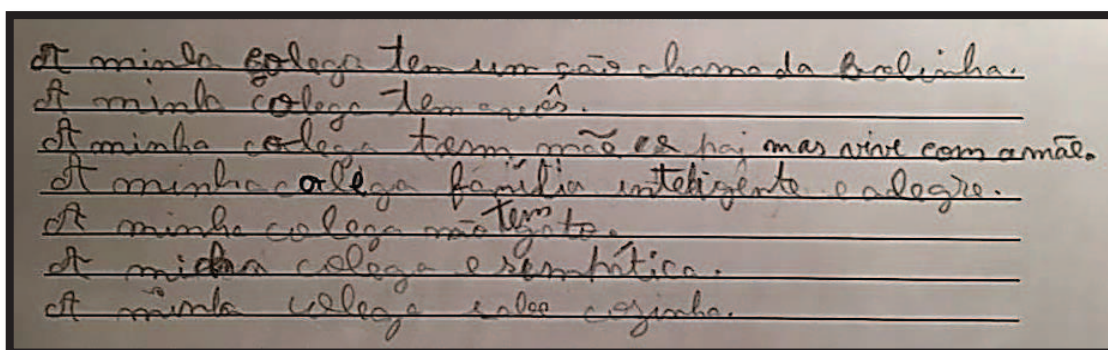 A minha colega tem um cão chamada Bolinha.
A minha colega tem avós.
A minha colega tem mãe e pai mas vive com a mãe.
A minha colega família inteligente e alegre.
A minha colega não tem gato.
A minha colega e simpática.
A minha colega sabe cozinha.